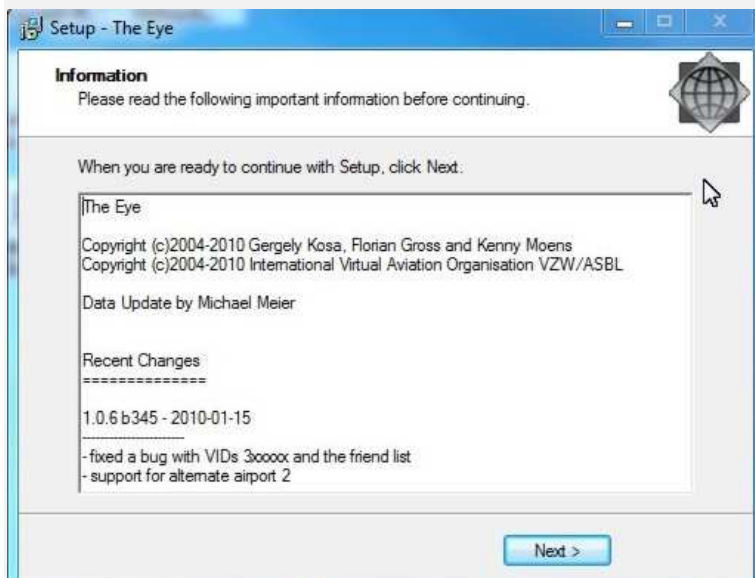 Setup - The Eye
Information
Please read the following important information before continuing.
When you are ready to continue with Setup, click Next.
The Eye
Copyright (c)2004-2010 Gergely Kosa, Florian Gross and Kenny Moens
Copyright (c)2004-2010 International Virtual Aviation Organisation VZW/ASBL
Data Update by Michael Meier
Recent Changes
==============
1.0.6 b345 - 2010-01-15
-----------------------
- fixed a bug with VIDs 3xxxxx and the friend list
- support for alternate airport 2
Next >